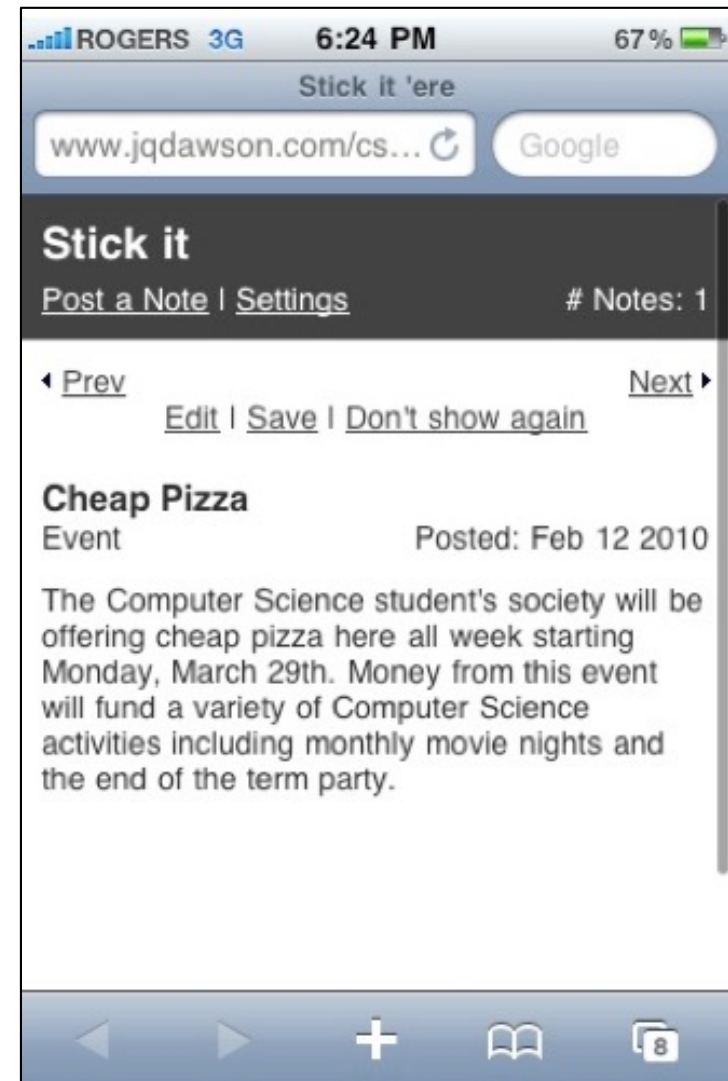 ROGERS 3G 6:24 PM 67%
Stick it 'ere
www.jqdawson.com/cs... Google
Stick it
Post a Note | Settings # Notes: 1
Prev Next
Edit | Save | Don't show again
Cheap Pizza
Event Posted: Feb 12 2010
The Computer Science student's society will be
offering cheap pizza here all week starting
Monday, March 29th. Money from this event
will fund a variety of Computer Science
activities including monthly movie nights and
the end of the term party.
8